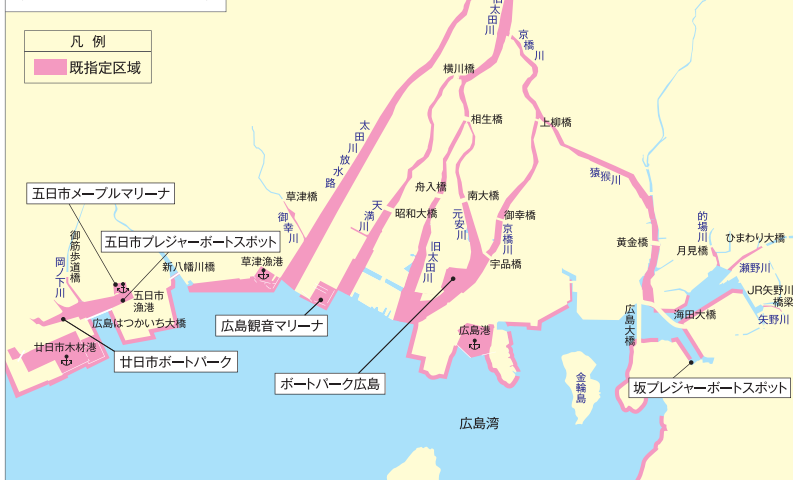 凡 例
既指定区域
旧太田川
京橋川
横川橋
相生橋
上柳橋
太田川放水路
猿猴川
草津橋
御幸川
天満川
舟入橋
昭和大橋
旧太田川
元安川
南大橋
御幸橋
京橋川
宇品橋
五日市メープルマリーナ
御筋歩道橋
岡ノ下川
五日市プレジャーボートスポット
新八幡川橋
草津漁港
五日市漁港
広島はつかいち大橋
廿日市木材港
廿日市ボートパーク
広島観音マリーナ
ボートパーク広島
広島港
黄金橋
的場川
月見橋
ひまわり大橋
瀬野川
JR矢野川橋梁
矢野川
海田大橋
広島大橋
坂プレジャーボートスポット
金輪島
広島湾